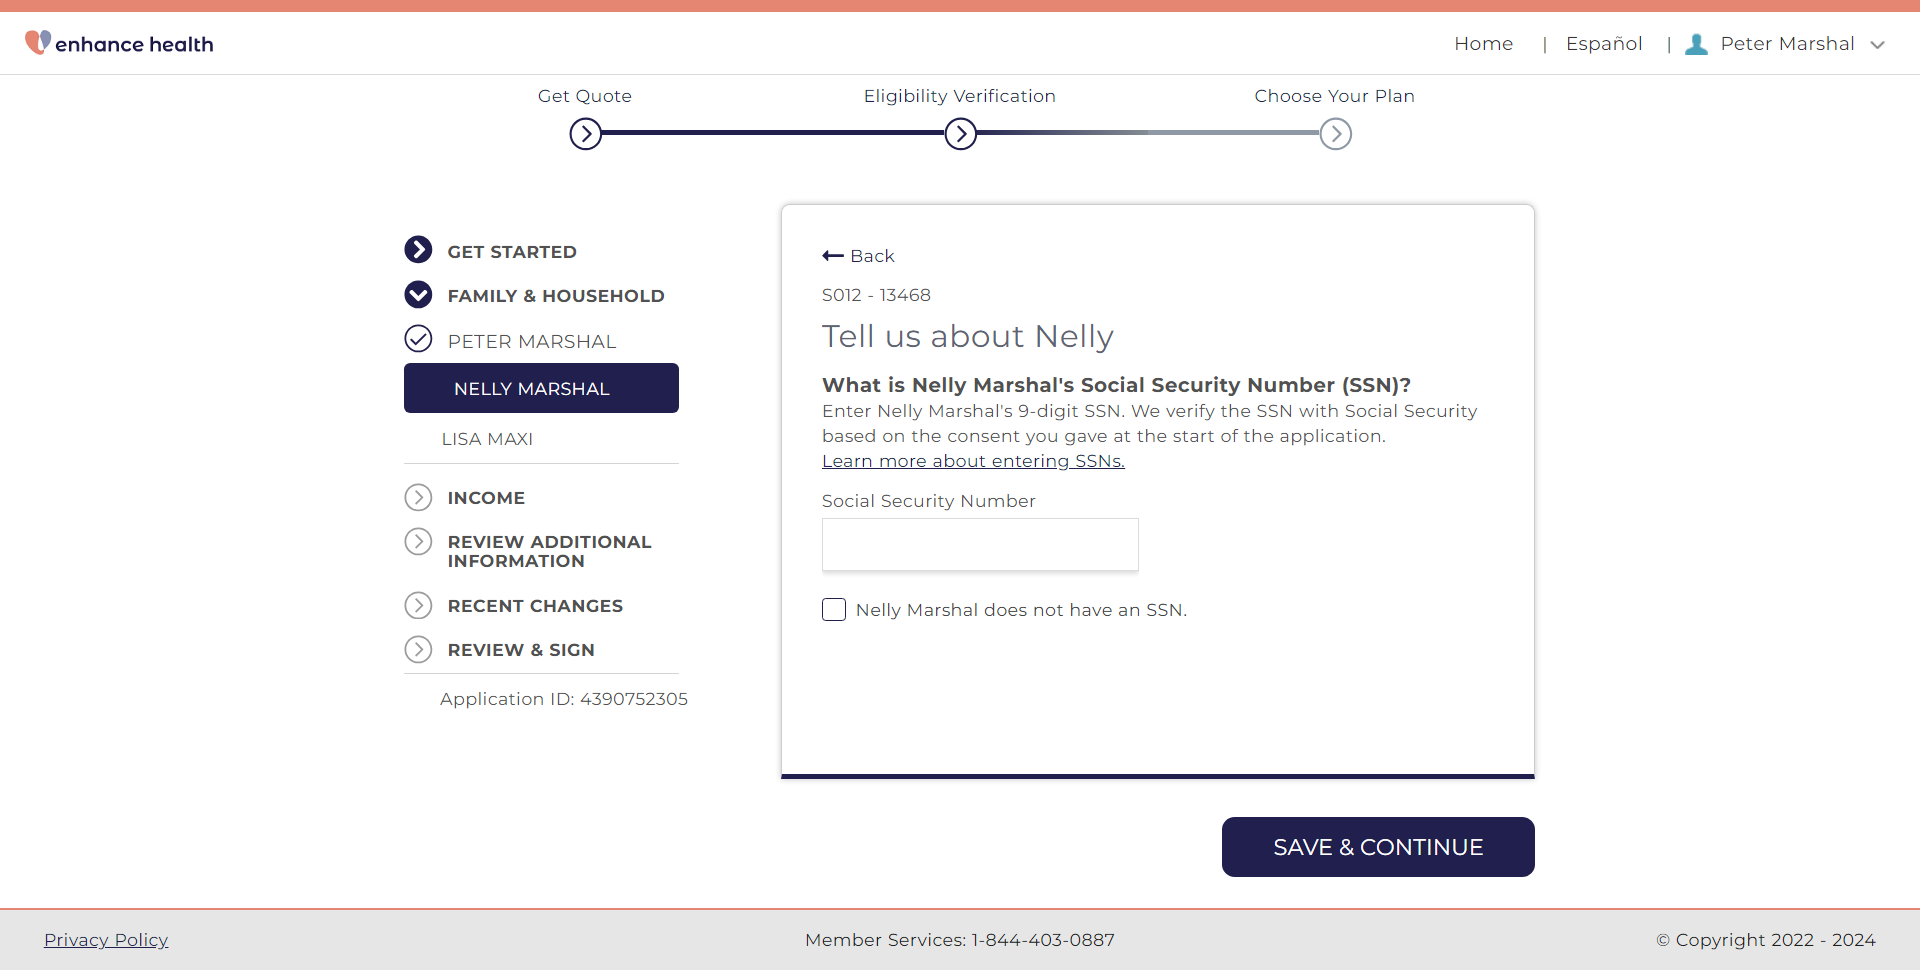 enhance health
Home | Español | Peter Marshal
Get Quote
Eligibility Verification
Choose Your Plan
GET STARTED
FAMILY & HOUSEHOLD
PETER MARSHAL
NELLY MARSHAL
LISA MAXI
INCOME
REVIEW ADDITIONAL
INFORMATION
RECENT CHANGES
REVIEW & SIGN
Application ID: 4390752305
Back
S012 - 13468
Tell us about Nelly
What is Nelly Marshal's Social Security Number (SSN)?
Enter Nelly Marshal's 9-digit SSN. We verify the SSN with Social Security
based on the consent you gave at the start of the application.
Learn more about entering SSNs.
Social Security Number
Nelly Marshal does not have an SSN.
SAVE & CONTINUE
Privacy Policy
Member Services: 1-844-403-0887
© Copyright 2022 - 2024